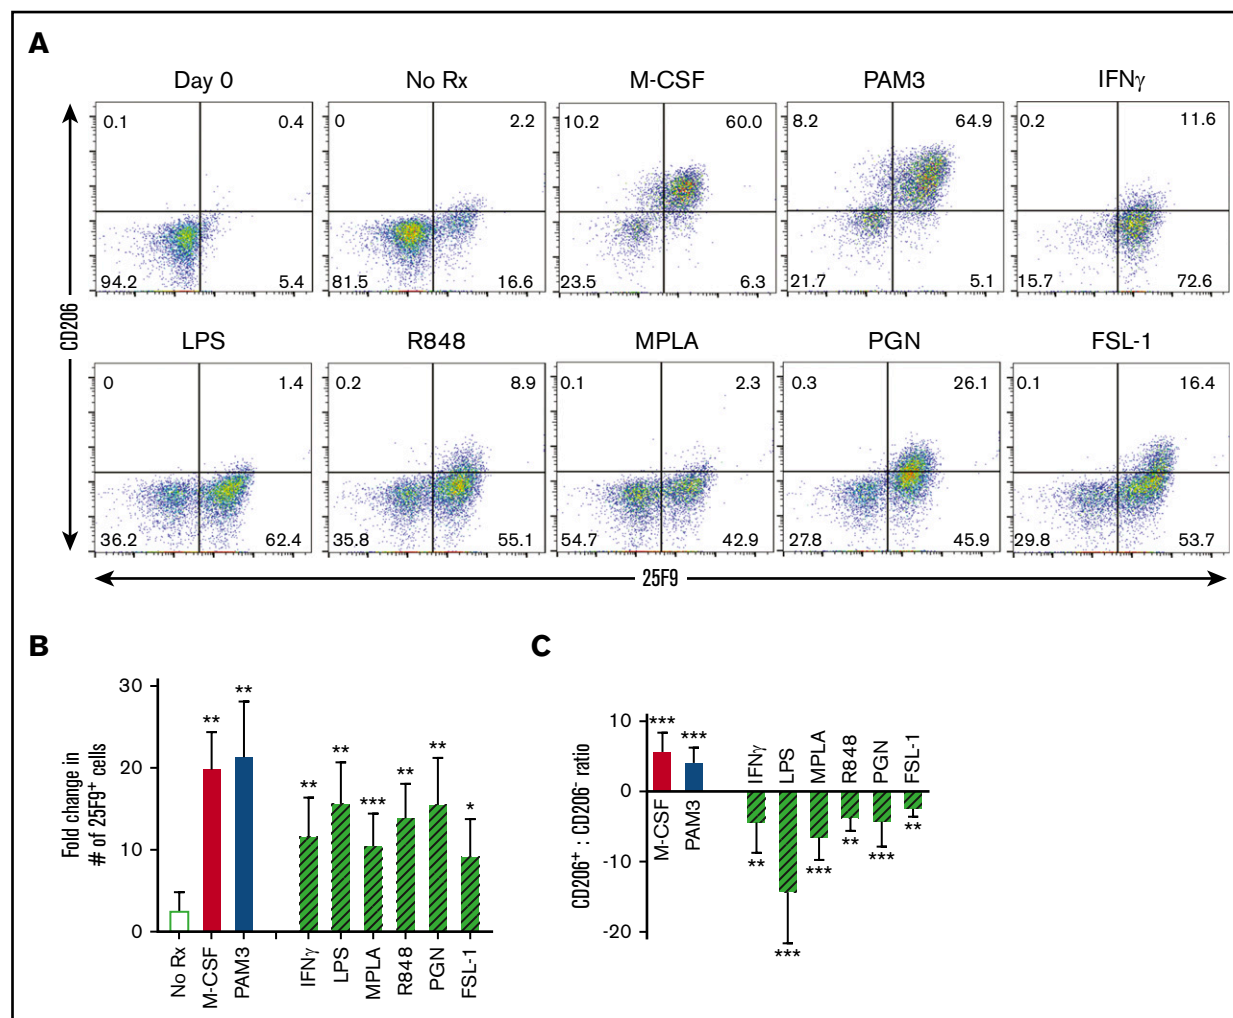 A
Day 0 No Rx M-CSF PAM3 IFNγ
0.1 0.4 0 2.2 10.2 60.0 8.2 64.9 0.2 11.6
94.2 5.4 81.5 16.6 23.5 6.3 21.7 5.1 15.7 72.6
CD206
LPS R848 MPLA PGN FSL-1
0 1.4 0.2 8.9 0.1 2.3 0.3 26.1 0.1 16.4
36.2 62.4 35.8 55.1 54.7 42.9 27.8 45.9 29.8 53.7
25F9
B
Fold change in
# of 25F9+ cells
30
20
10
0
** ** ** ** *** ** ** *
No Rx M-CSF PAM3 IFNγ LPS MPLA R848 PGN FSL-1
C
CD206+ : CD206- ratio
10
0
-10
-20
*** ***
IFNγ LPS MPLA R848 PGN FSL-1
M-CSF PAM3
** *** *** ** *** **